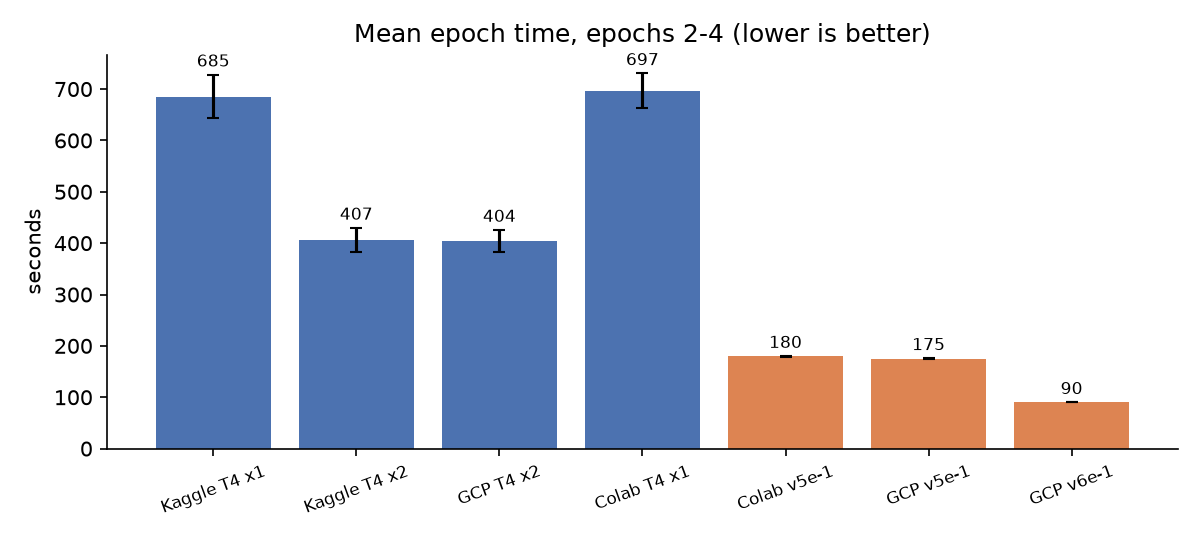 Mean epoch time, epochs 2-4 (lower is better)
seconds
700
600
500
400
300
200
100
0
685
407
404
697
180
175
90
Kaggle T4 x1
Kaggle T4 x2
GCP T4 x2
Colab T4 x1
Colab v5e-1
GCP v5e-1
GCP v6e-1